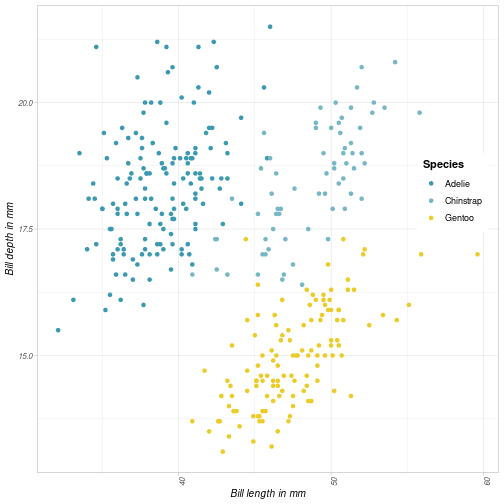 Bill depth in mm
20.0
17.5
15.0
40
50
60
Bill length in mm
Species
Adelie
Chinstrap
Gentoo